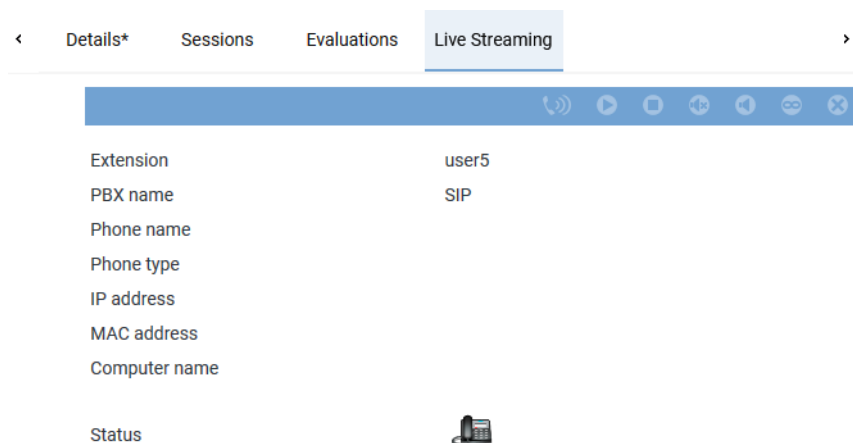 Details* Sessions Evaluations Live Streaming
Extension user5
PBX name SIP
Phone name
Phone type
IP address
MAC address
Computer name
Status